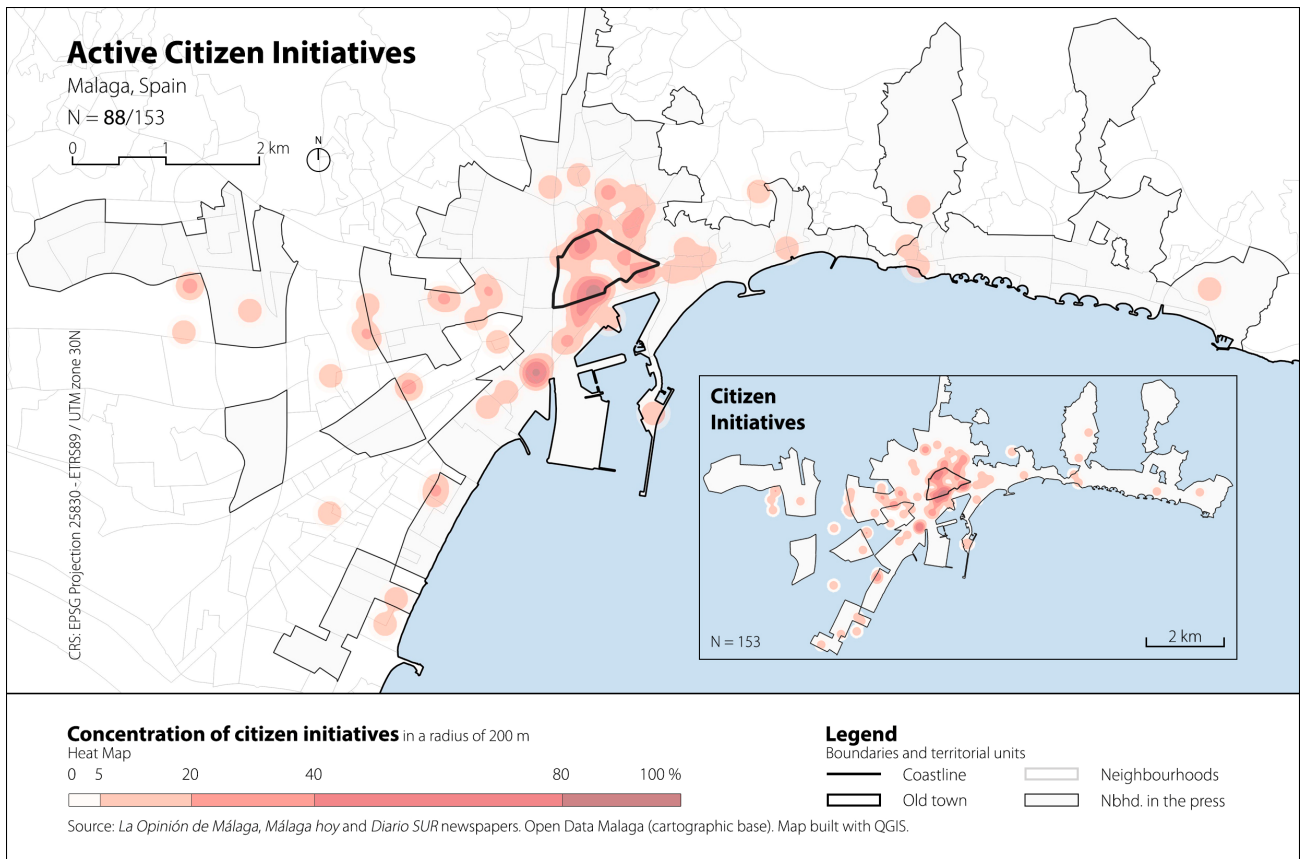 Active Citizen Initiatives
Malaga, Spain
N = 88/153
0 1 2 km
N
CRS: EPSG Projection 25830 - ETRS89 / UTM zone 30N
Citizen
Initiatives
N = 153
2 km
Concentration of citizen initiatives in a radius of 200 m
Heat Map
0 5 20 40 80 100 %
Source: La Opinión de Málaga, Málaga hoy and Diario SUR newspapers. Open Data Malaga (cartographic base). Map built with QGIS.
Legend
Boundaries and territorial units
Coastline
Neighbourhoods
Old town
Nbhd. in the press